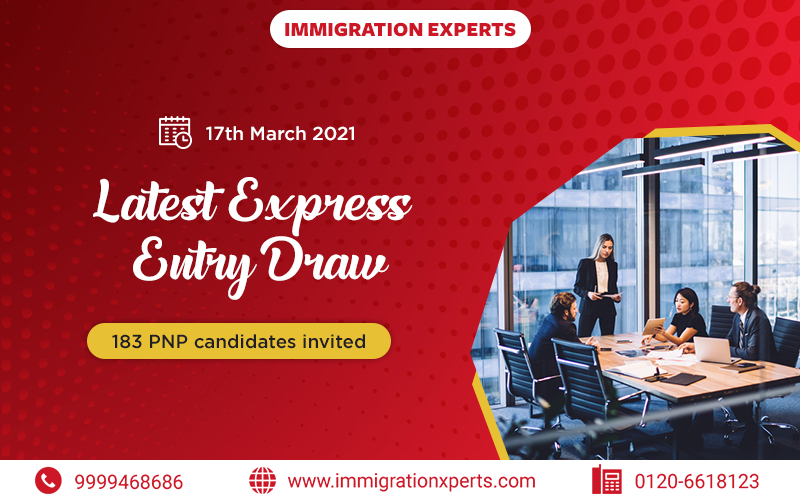 IMMIGRATION EXPERTS
17th March 2021
Latest Express
Entry Draw
183 PNP candidates invited
9999468686
www.immigrationxperts.com
0120-6618123